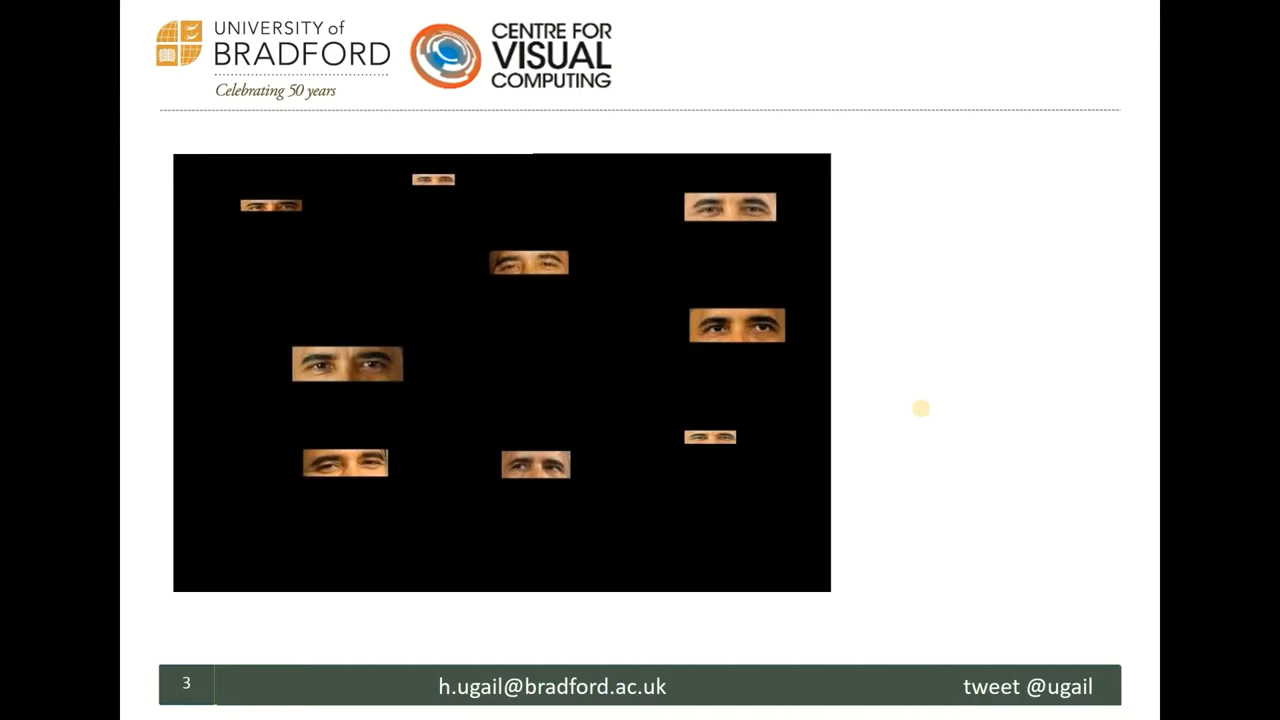 UNIVERSITY of
BRADFORD
Celebrating 50 years
CENTRE FOR
VISUAL
COMPUTING
3
h.ugail@bradford.ac.uk
tweet @ugail